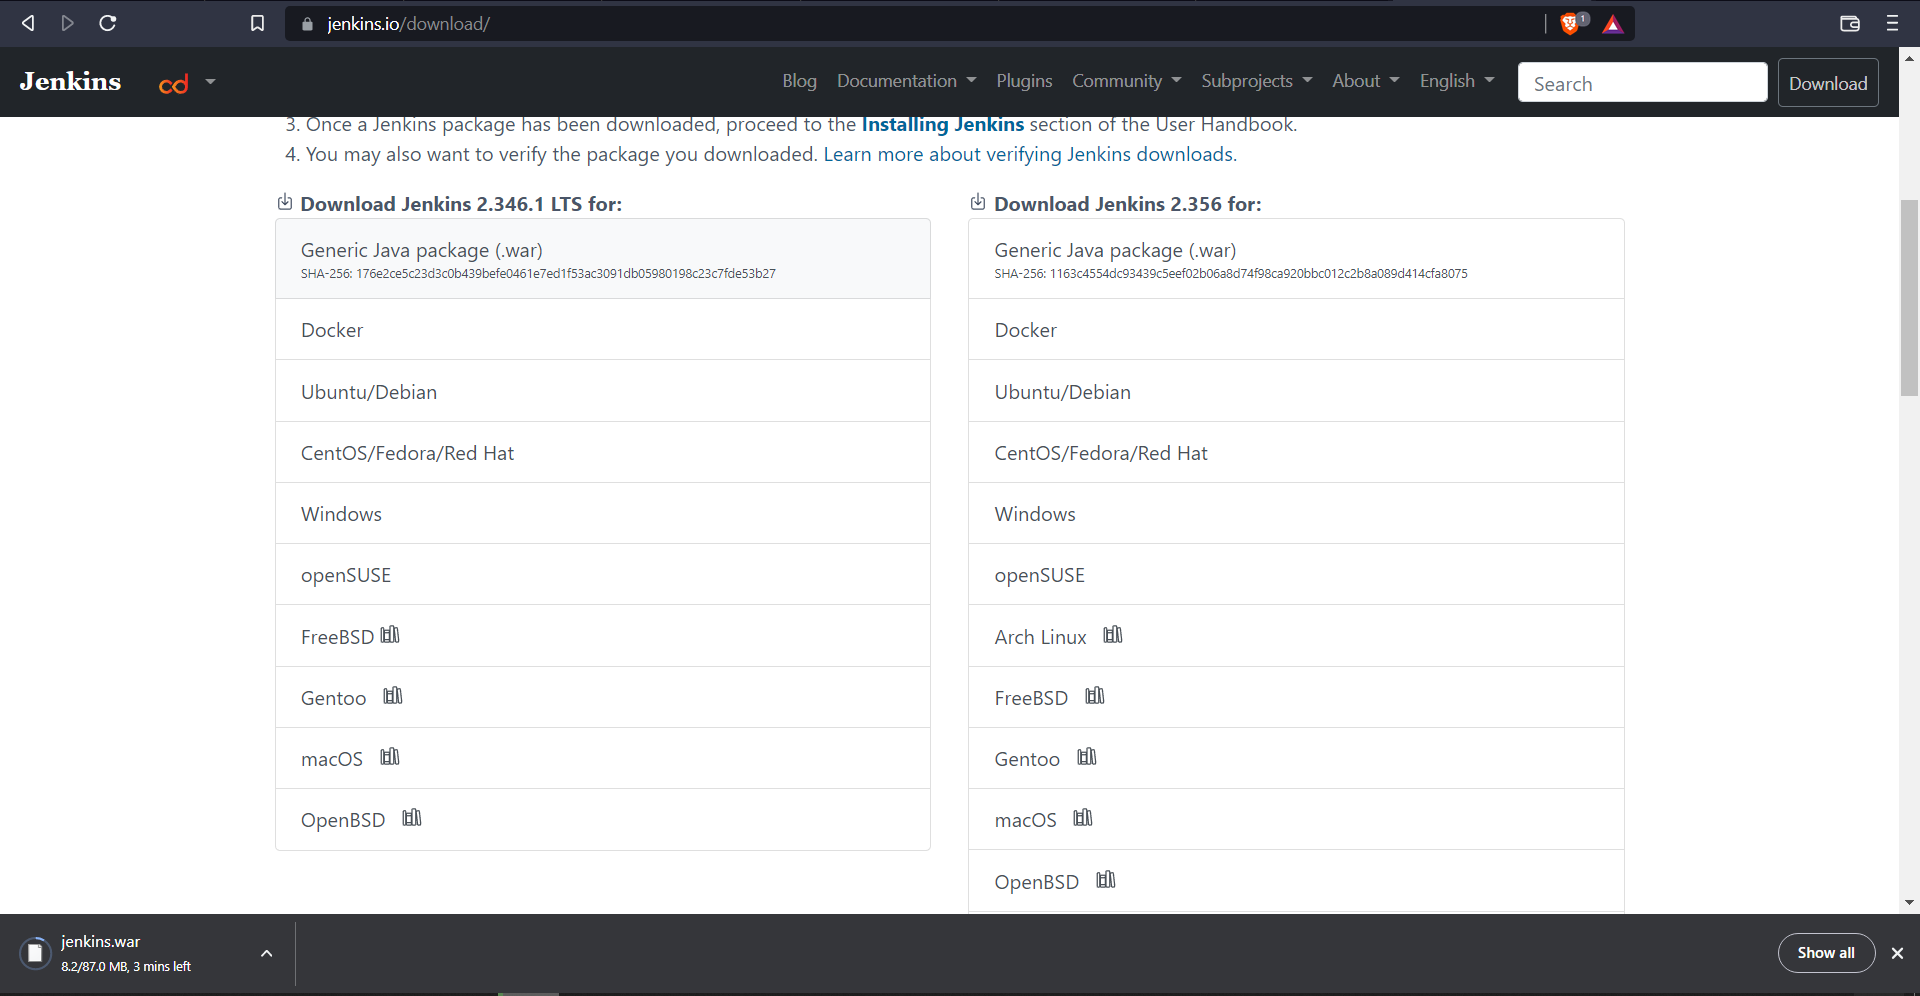 jenkins.io/download/
1
Jenkins
cd
Blog Documentation Plugins Community Subprojects About English Search Download
3. Once a Jenkins package has been downloaded, proceed to the Installing Jenkins section of the User Handbook.
4. You may also want to verify the package you downloaded. Learn more about verifying Jenkins downloads.
Download Jenkins 2.346.1 LTS for:
Generic Java package (.war)
SHA-256: 176e2ce5c23d3c0b439befe0461e7ed1f53ac3091db05980198c23c7fde53b27
Docker
Ubuntu/Debian
CentOS/Fedora/Red Hat
Windows
openSUSE
FreeBSD
Gentoo
macOS
OpenBSD
Download Jenkins 2.356 for:
Generic Java package (.war)
SHA-256: 1163c4554dc93439c5eef02b06a8d74f98ca920bbc012c2b8a089d414cfa8075
Docker
Ubuntu/Debian
CentOS/Fedora/Red Hat
Windows
openSUSE
Arch Linux
FreeBSD
Gentoo
macOS
OpenBSD
jenkins.war
8.2/87.0 MB, 3 mins left
Show all